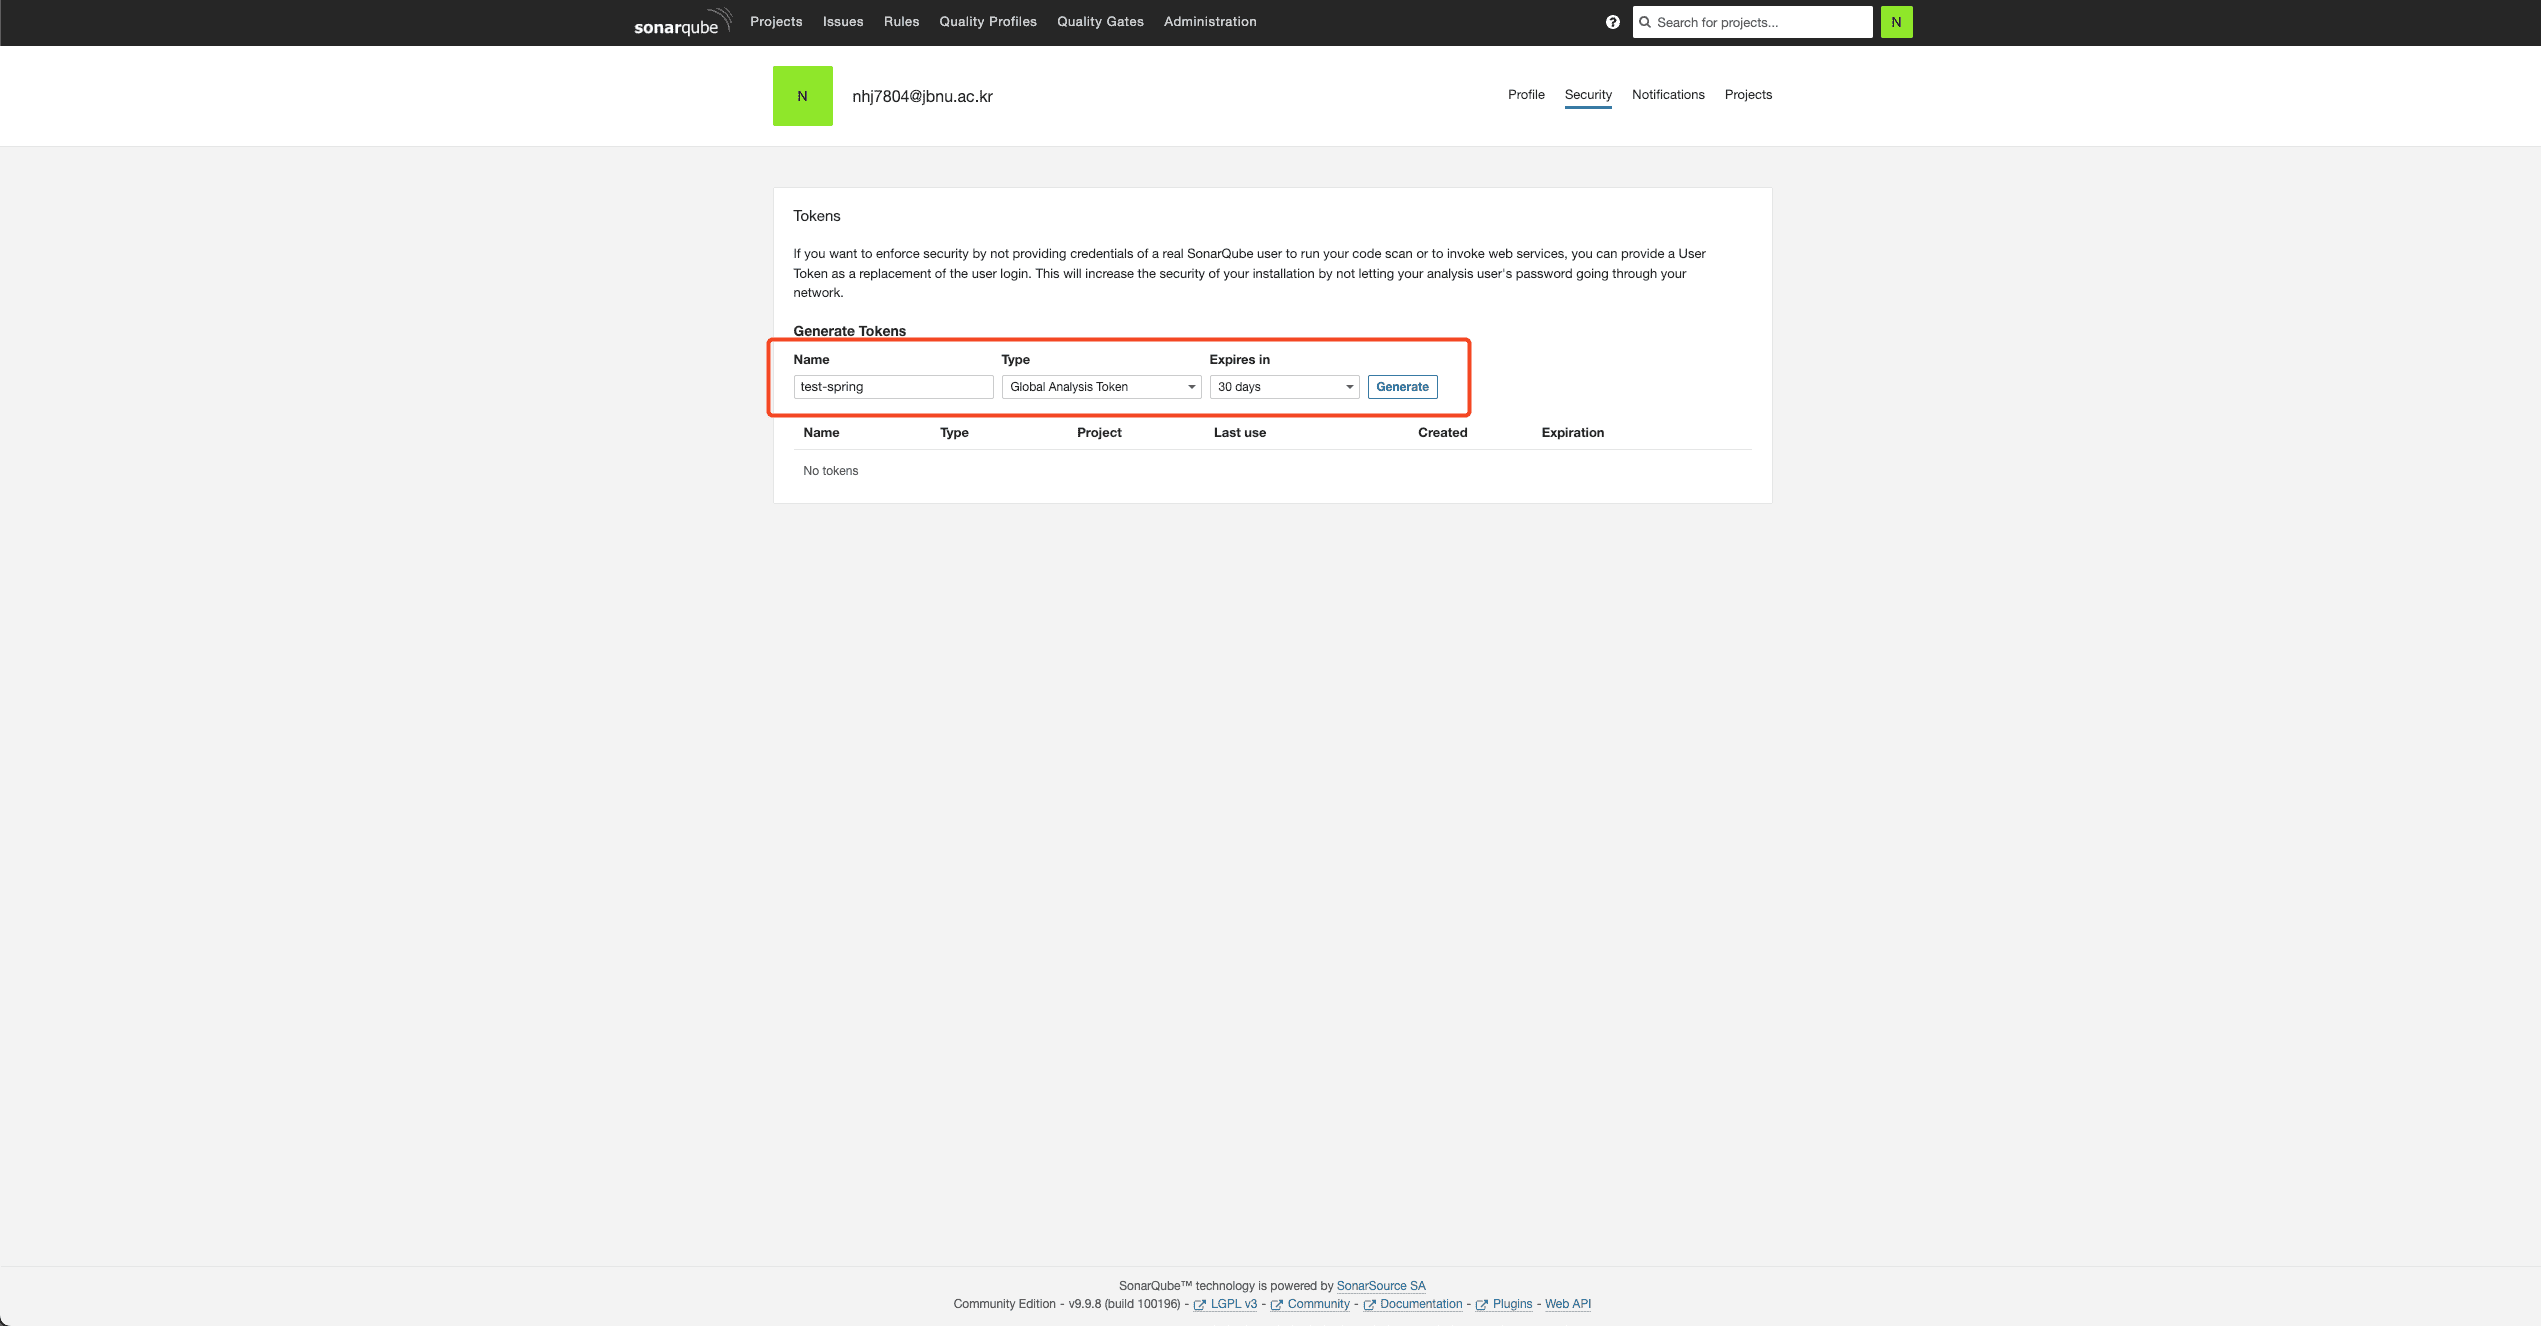 sonarqube Projects Issues Rules Quality Profiles Quality Gates Administration ? Search for projects... N
N nhj7804@jbnu.ac.kr Profile Security Notifications Projects
Tokens
If you want to enforce security by not providing credentials of a real SonarQube user to run your code scan or to invoke web services, you can provide a User
Token as a replacement of the user login. This will increase the security of your installation by not letting your analysis user's password going through your
network.
Generate Tokens
Name Type Expires in
test-spring Global Analysis Token 30 days Generate
Name Type Project Last use Created Expiration
No tokens
SonarQube™ technology is powered by SonarSource SA
Community Edition - v9.9.8 (build 100196) - LGPL v3 - Community - Documentation - Plugins - Web API